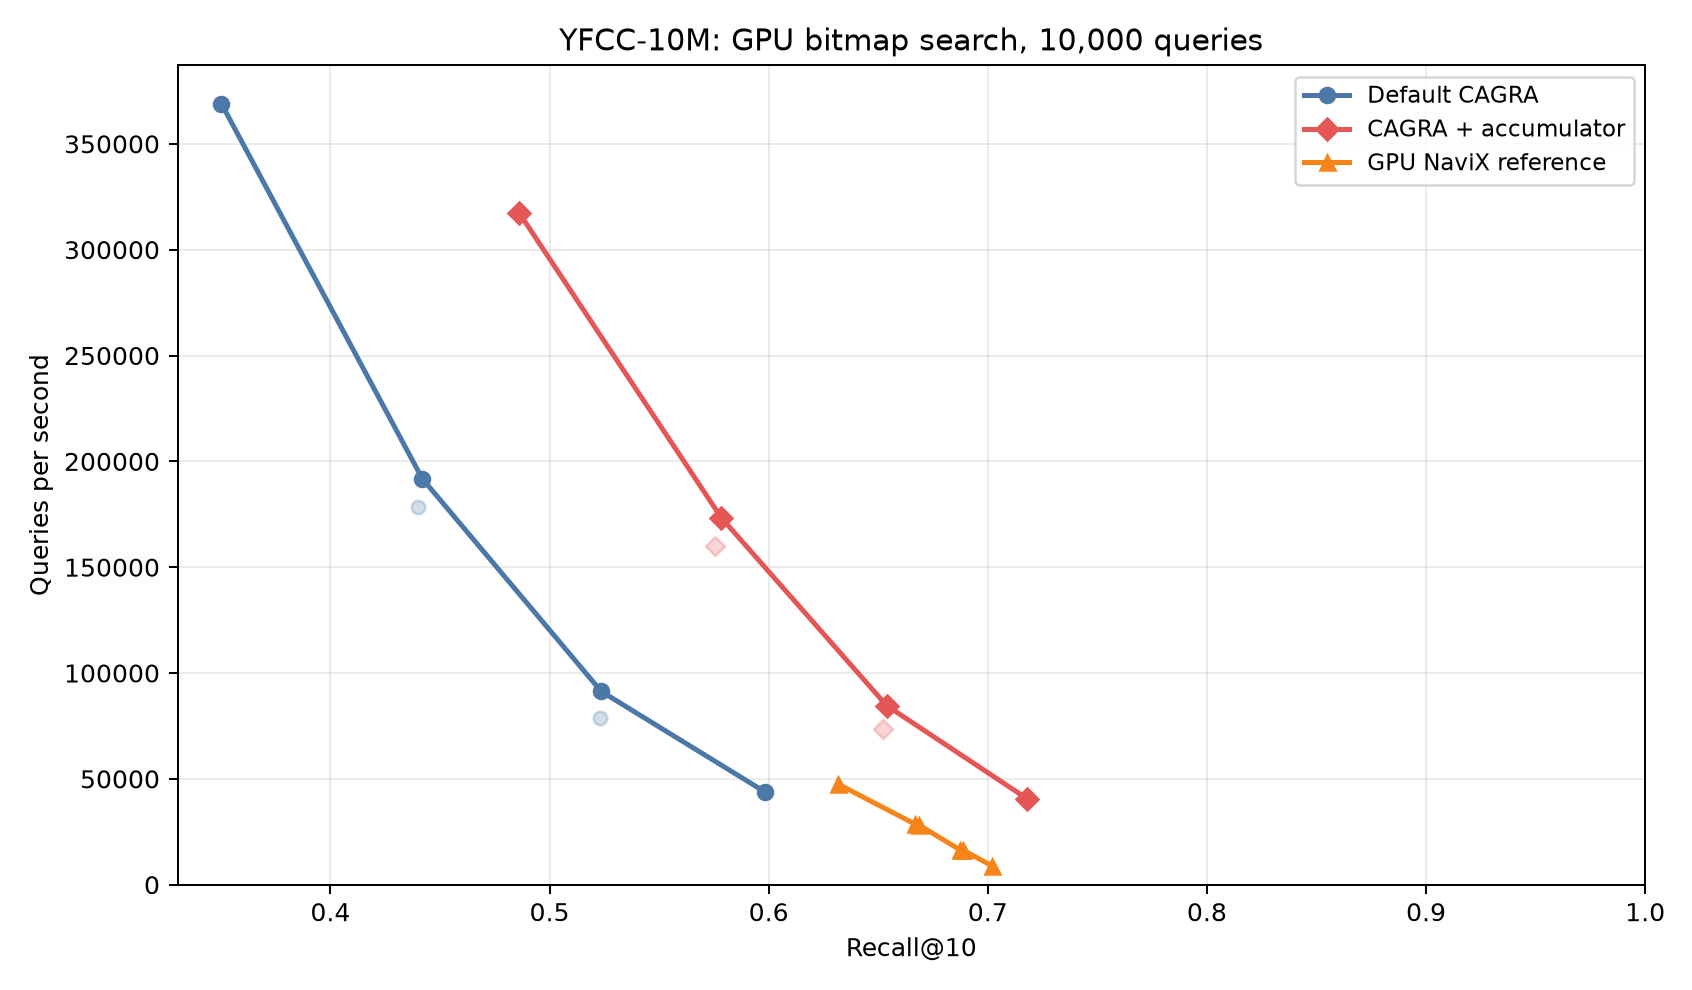 YFCC-10M: GPU bitmap search, 10,000 queries
Default CAGRA
CAGRA + accumulator
GPU NaviX reference
Queries per second
350000
300000
250000
200000
150000
100000
50000
0
0.4
0.5
0.6
0.7
0.8
0.9
1.0
Recall@10